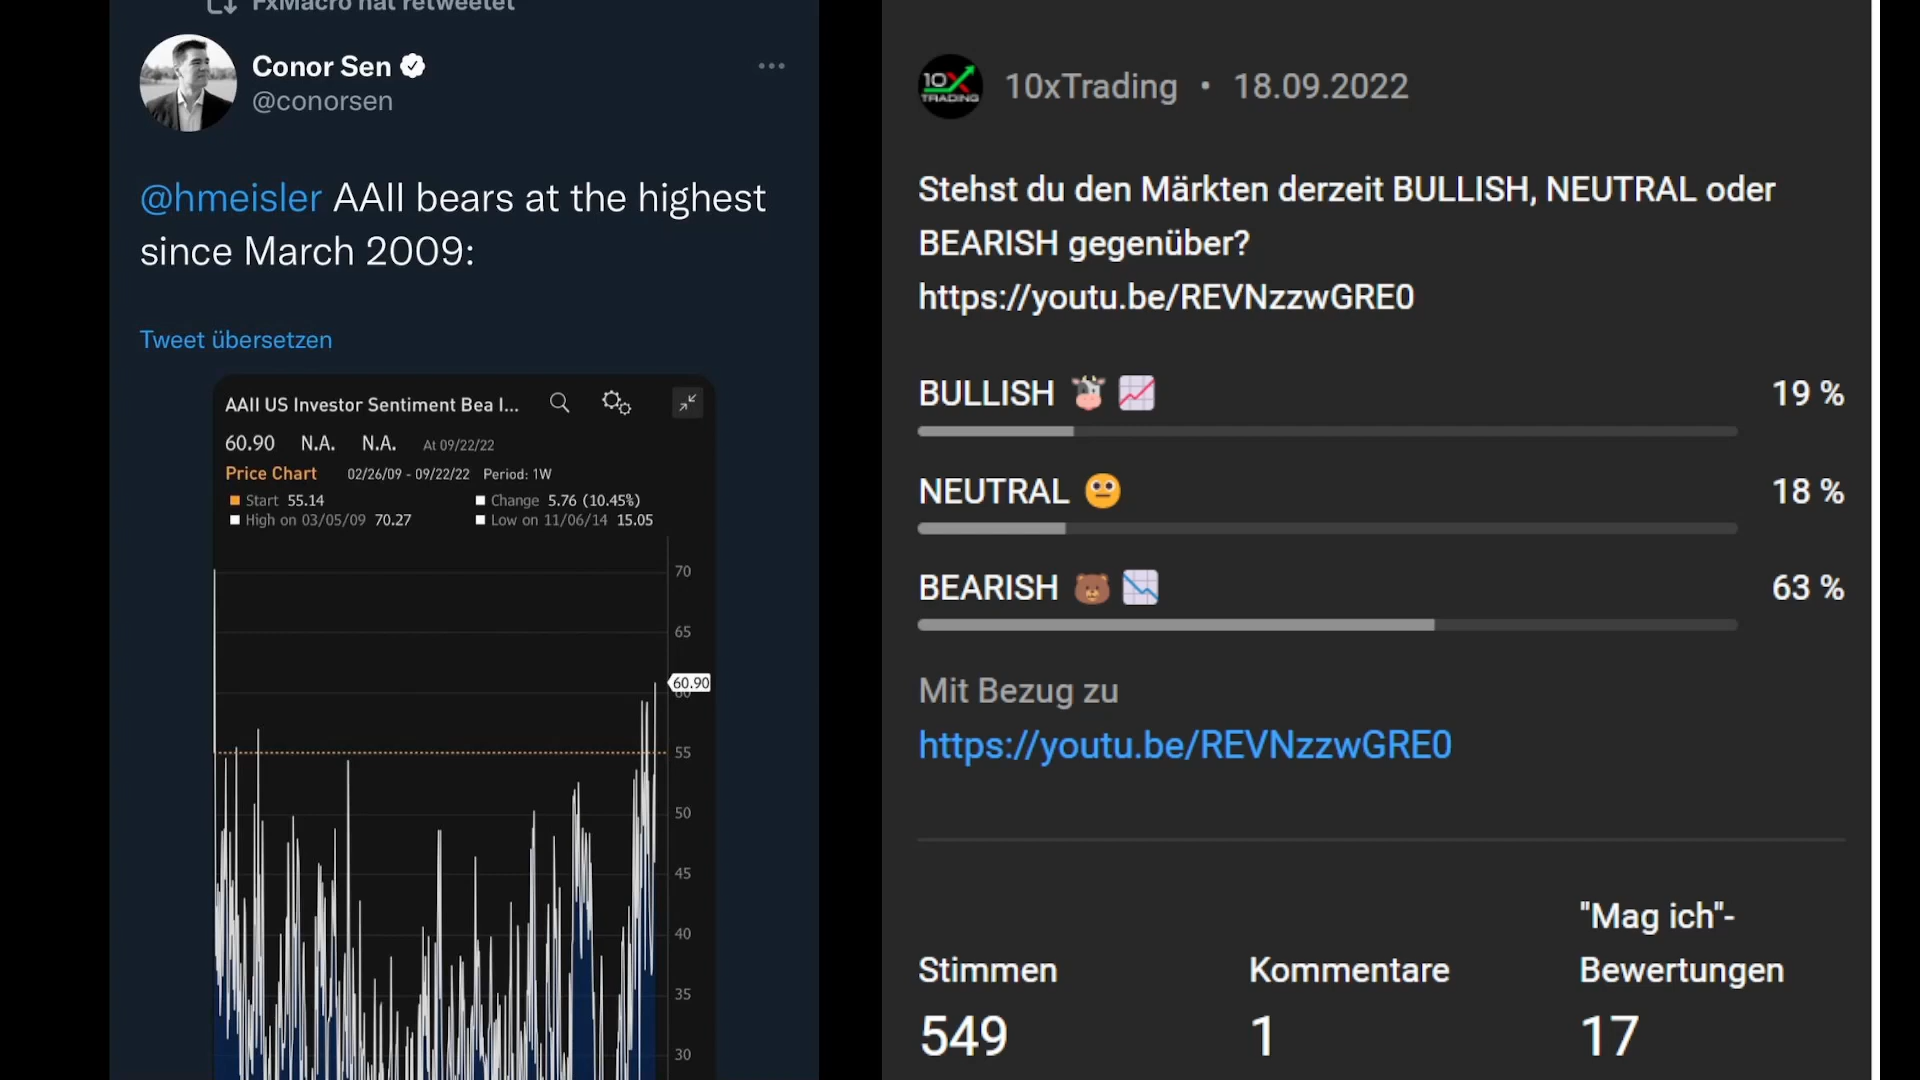 FxMacro hat retweetet
Conor Sen
@conorsen
@hmeisler AAII bears at the highest
since March 2009:
Tweet übersetzen
AAII US Investor Sentiment Bea I...
60.90 N.A. N.A. At 09/22/22
Price Chart 02/26/09 - 09/22/22 Period: 1W
Start 55.14 Change 5.76 (10.45%)
High on 03/05/09 70.27 Low on 11/06/14 15.05
70
65
60.90
60
55
50
45
40
35
30
10X
TRADING
10xTrading • 18.09.2022
Stehst du den Märkten derzeit BULLISH, NEUTRAL oder
BEARISH gegenüber?
https://youtu.be/REVNzzwGRE0
BULLISH 19 %
NEUTRAL 18 %
BEARISH 63 %
Mit Bezug zu
https://youtu.be/REVNzzwGRE0
Stimmen
549
Kommentare
1
"Mag ich"-
Bewertungen
17